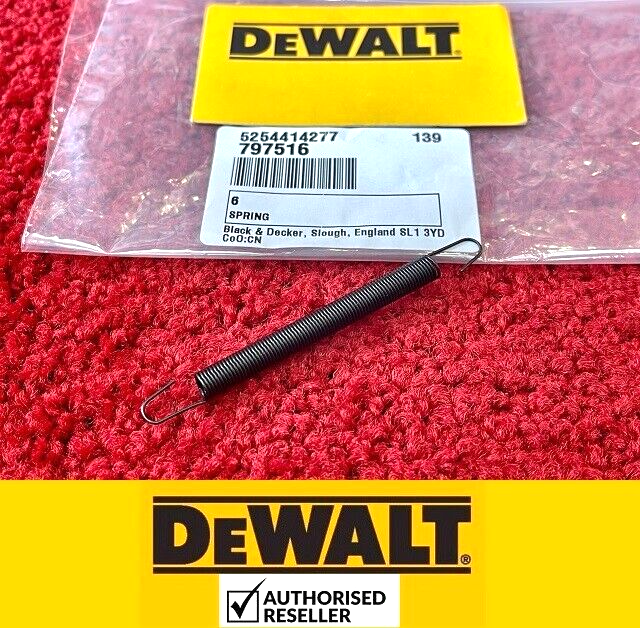 DEWALT®
5254414277 139
797516
6
SPRING
Black & Decker, Slough, England SL1 3YD
CoO:CN
DEWALT®
AUTHORISED
RESELLER